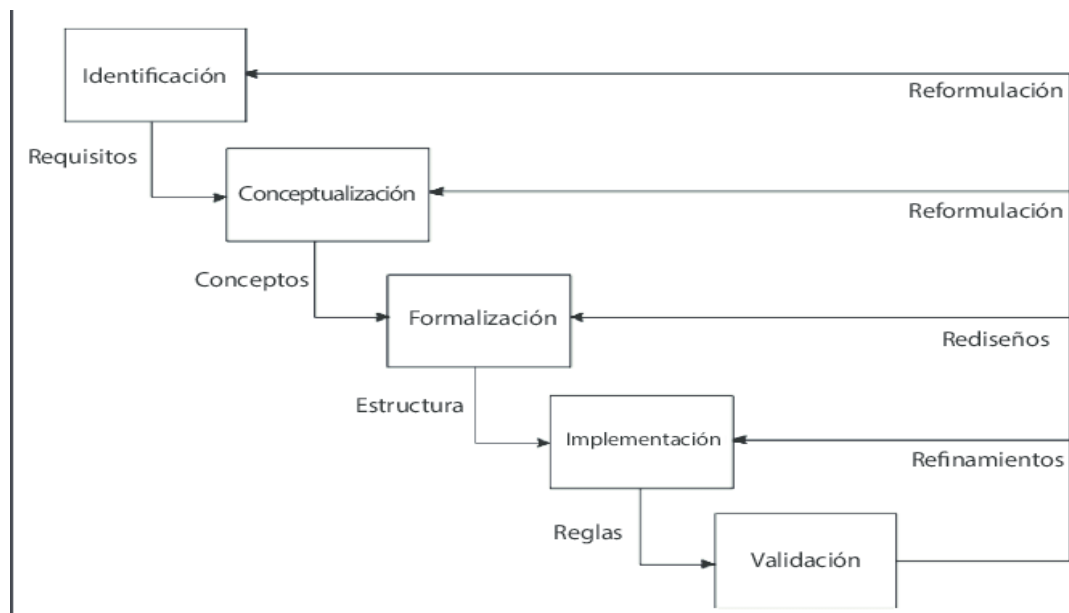 Identificación
Reformulación
Requisitos
Conceptualización
Reformulación
Conceptos
Formalización
Rediseños
Estructura
Implementación
Refinamientos
Reglas
Validación